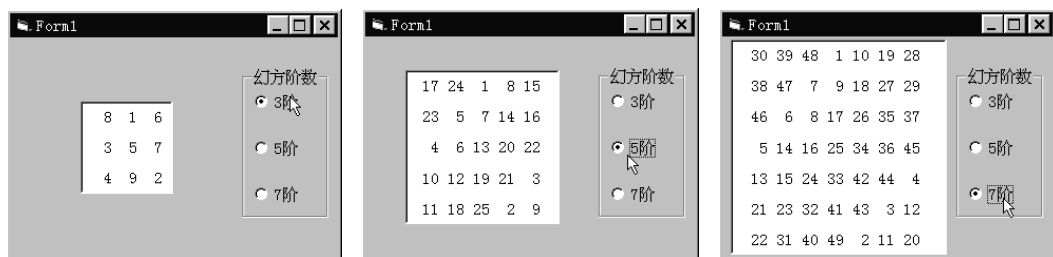 Form1
幻方阶数
8 1 6
3 5 7
4 9 2
3阶
5阶
7阶
Form1
幻方阶数
17 24 1 8 15
23 5 7 14 16
4 6 13 20 22
10 12 19 21 3
11 18 25 2 9
3阶
5阶
7阶
Form1
幻方阶数
30 39 48 1 10 19 28
38 47 7 9 18 27 29
46 6 8 17 26 35 37
5 14 16 25 34 36 45
13 15 24 33 42 44 4
21 23 32 41 43 3 12
22 31 40 49 2 11 20
3阶
5阶
7阶